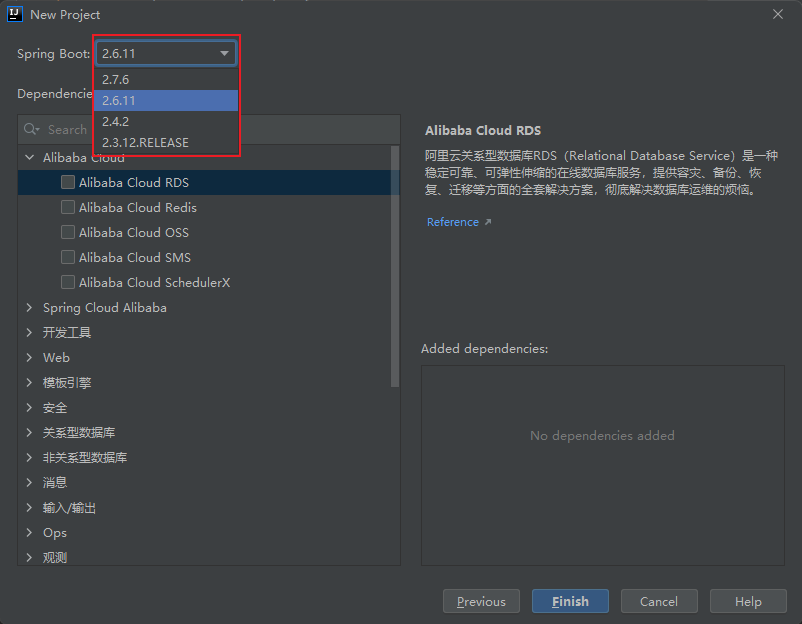 IJ New Project
Spring Boot: 2.6.11
2.7.6
2.6.11
2.4.2
2.3.12.RELEASE
Dependencie
Search
Alibaba Cloud
Alibaba Cloud RDS
Alibaba Cloud Redis
Alibaba Cloud OSS
Alibaba Cloud SMS
Alibaba Cloud SchedulerX
Spring Cloud Alibaba
开发工具
Web
模板引擎
安全
关系型数据库
非关系型数据库
消息
输入/输出
Ops
观测
Alibaba Cloud RDS
阿里云关系型数据库RDS（Relational Database Service）是一种
稳定可靠、可弹性伸缩的在线数据库服务，提供容灾、备份、恢
复、迁移等方面的全套解决方案，彻底解决数据库运维的烦恼。
Reference
Added dependencies:
No dependencies added
Previous Finish Cancel Help